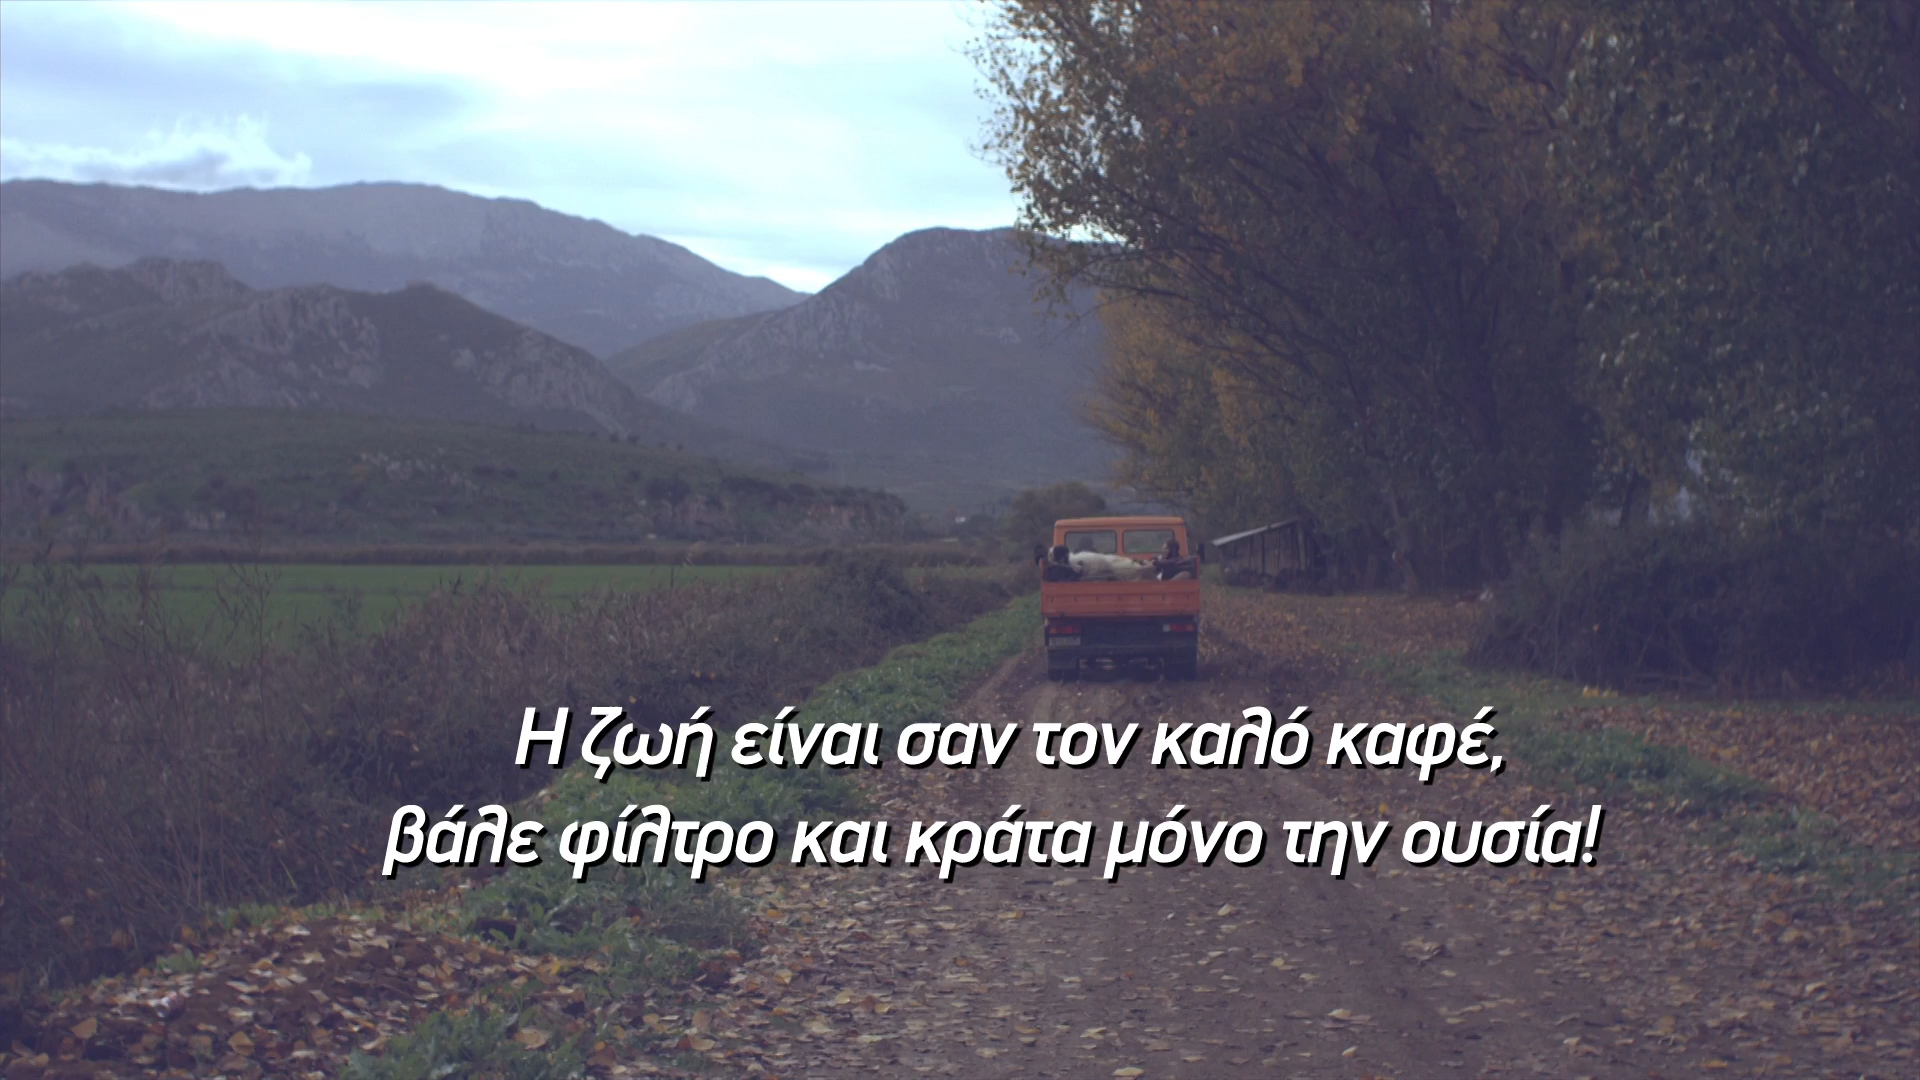 Η ζωή είναι σαν τον καλό καφέ,
βάλε φίλτρο και κράτα μόνο την ουσία!